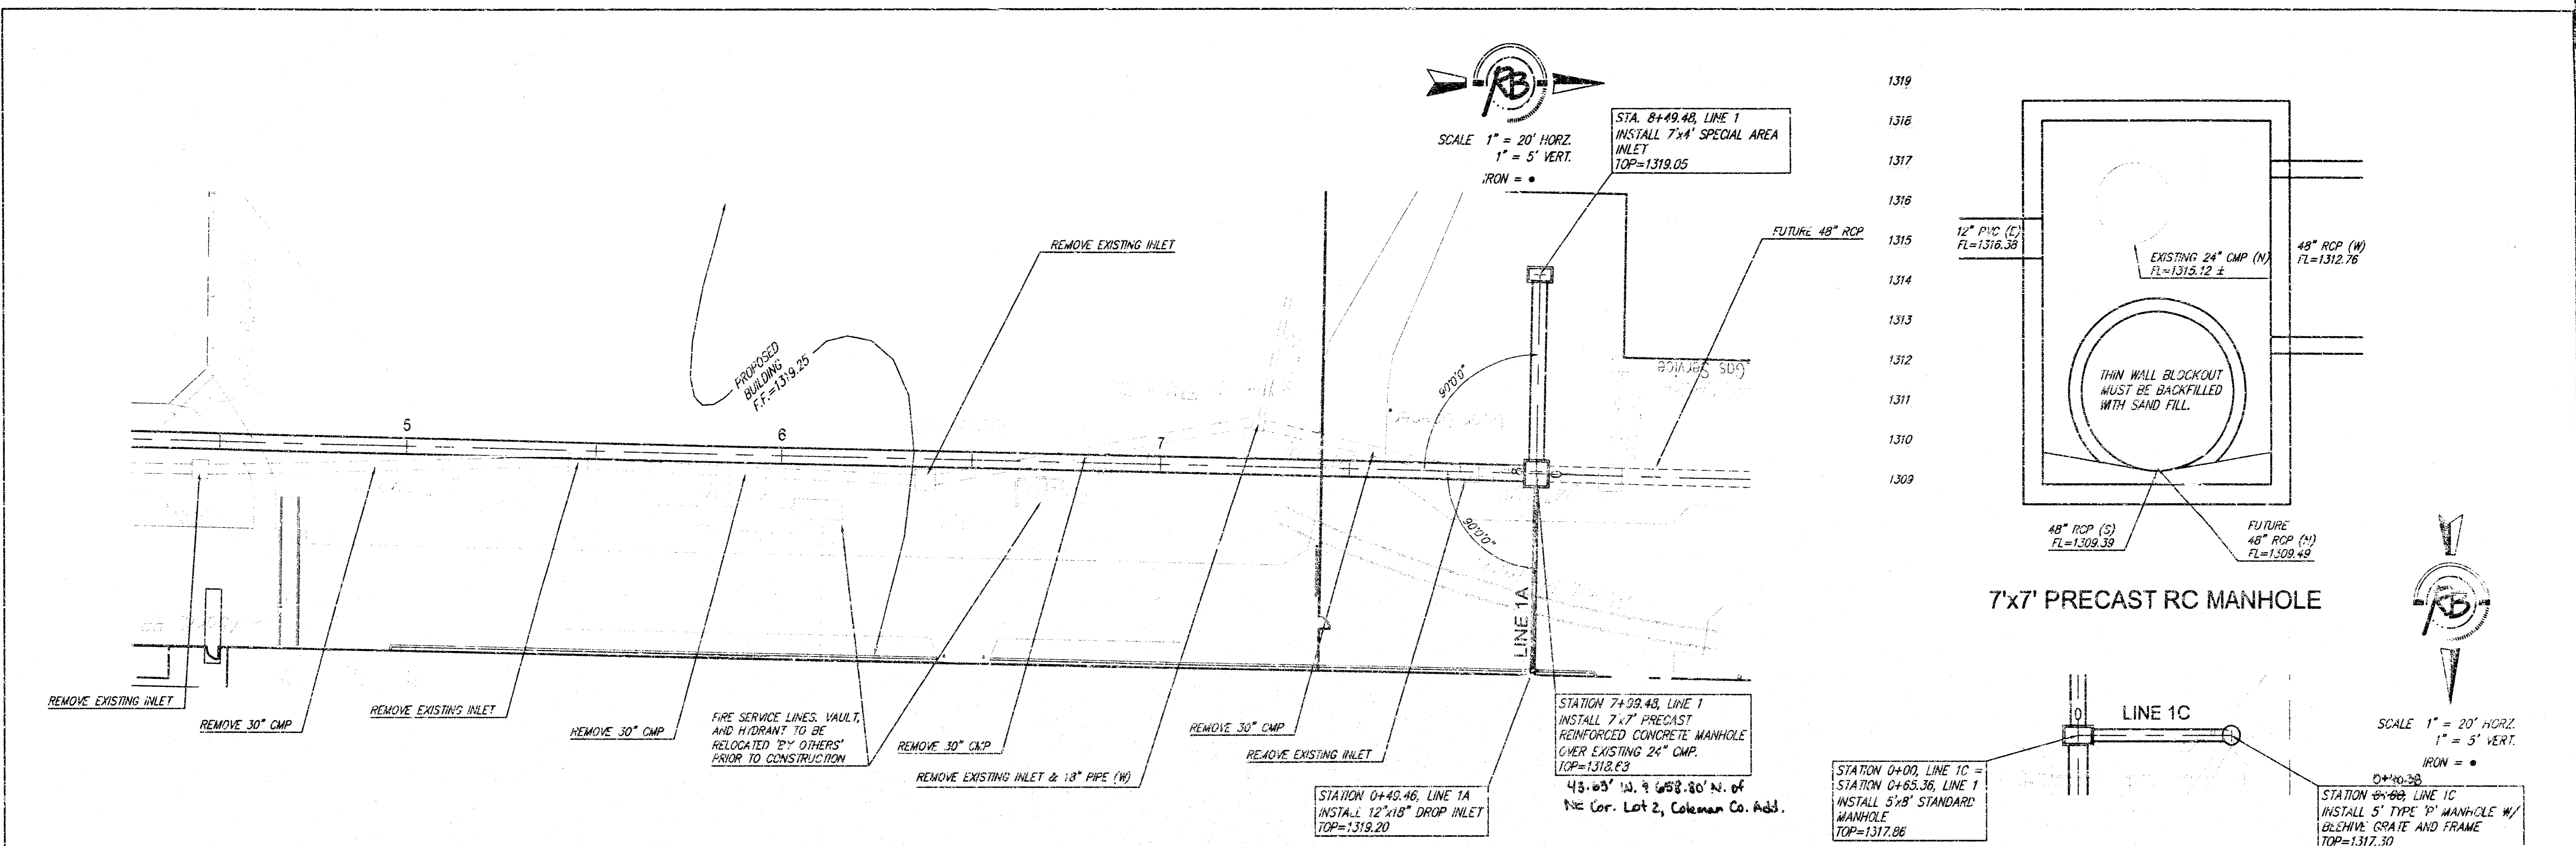 RB
SCALE 1" = 20' HORZ.
1" = 5' VERT.
IRON = •
STA. 8+49.48, LINE 1
INSTALL 7'x4' SPECIAL AREA
INLET
TOP=1319.05
REMOVE EXISTING INLET
FUTURE 48" RCP
PROPOSED
BUILDING
F.F.=1319.25
90°0'0"
Gas Service
5
6
7
8
90°0'0"
LINE 1A
REMOVE EXISTING INLET
REMOVE 30" CMP
REMOVE EXISTING INLET
REMOVE 30" CMP
FIRE SERVICE LINES, VAULT,
AND HYDRANT TO BE
RELOCATED 'BY OTHERS'
PRIOR TO CONSTRUCTION
REMOVE 30" CMP
REMOVE EXISTING INLET & 18" PIPE (W)
REMOVE 30" CMP
REMOVE EXISTING INLET
STATION 0+49.46, LINE 1A
INSTALL 12"x18" DROP INLET
TOP=1319.20
STATION 7+99.48, LINE 1
INSTALL 7'x7' PRECAST
REINFORCED CONCRETE MANHOLE
OVER EXISTING 24" CMP.
TOP=1318.63
W. & 658.80' N. of
NE Cor. Lot 2, Coleman Co. Add.
1319
1318
1317
1316
1315
1314
1313
1312
1311
1310
1309
12" PVC (E)
FL=1316.38
EXISTING 24" CMP (N)
FL=1315.12 ±
48" RCP (W)
FL=1312.76
THIN WALL BLOCKOUT
MUST BE BACKFILLED
WITH SAND FILL.
48" RCP (S)
FL=1309.39
FUTURE
48" RCP (N)
FL=1309.49
7'x7' PRECAST RC MANHOLE
RB
SCALE 1" = 20' HORZ.
1" = 5' VERT.
IRON = •
0
LINE 1C
STATION 0+00, LINE 1C =
STATION 0+65.36, LINE 1
INSTALL 5'x8' STANDARD
MANHOLE
TOP=1317.86
0+40.38
STATION LINE 1C
INSTALL 5' TYPE 'P' MANHOLE W/
BEEHIVE GRATE AND FRAME
TOP=1317.30